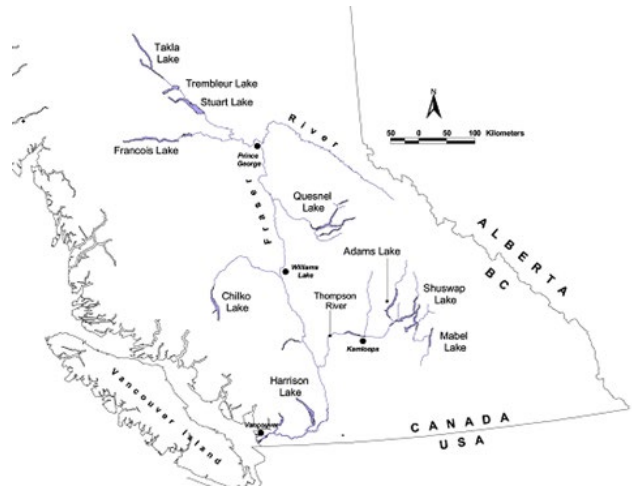 Takla
Lake
Trembleur Lake
Stuart Lake
Francois Lake
Prince
George
River
N
50 0 50 100 Kilometers
Fraser
Quesnel
Lake
Williams
Lake
Chilko
Lake
Adams Lake
Thompson
River
Shuswap
Lake
Mabel
Lake
Kamloops
ALBERTA
BC
Harrison
Lake
Vancouver
Vancouver Island
CANADA
USA